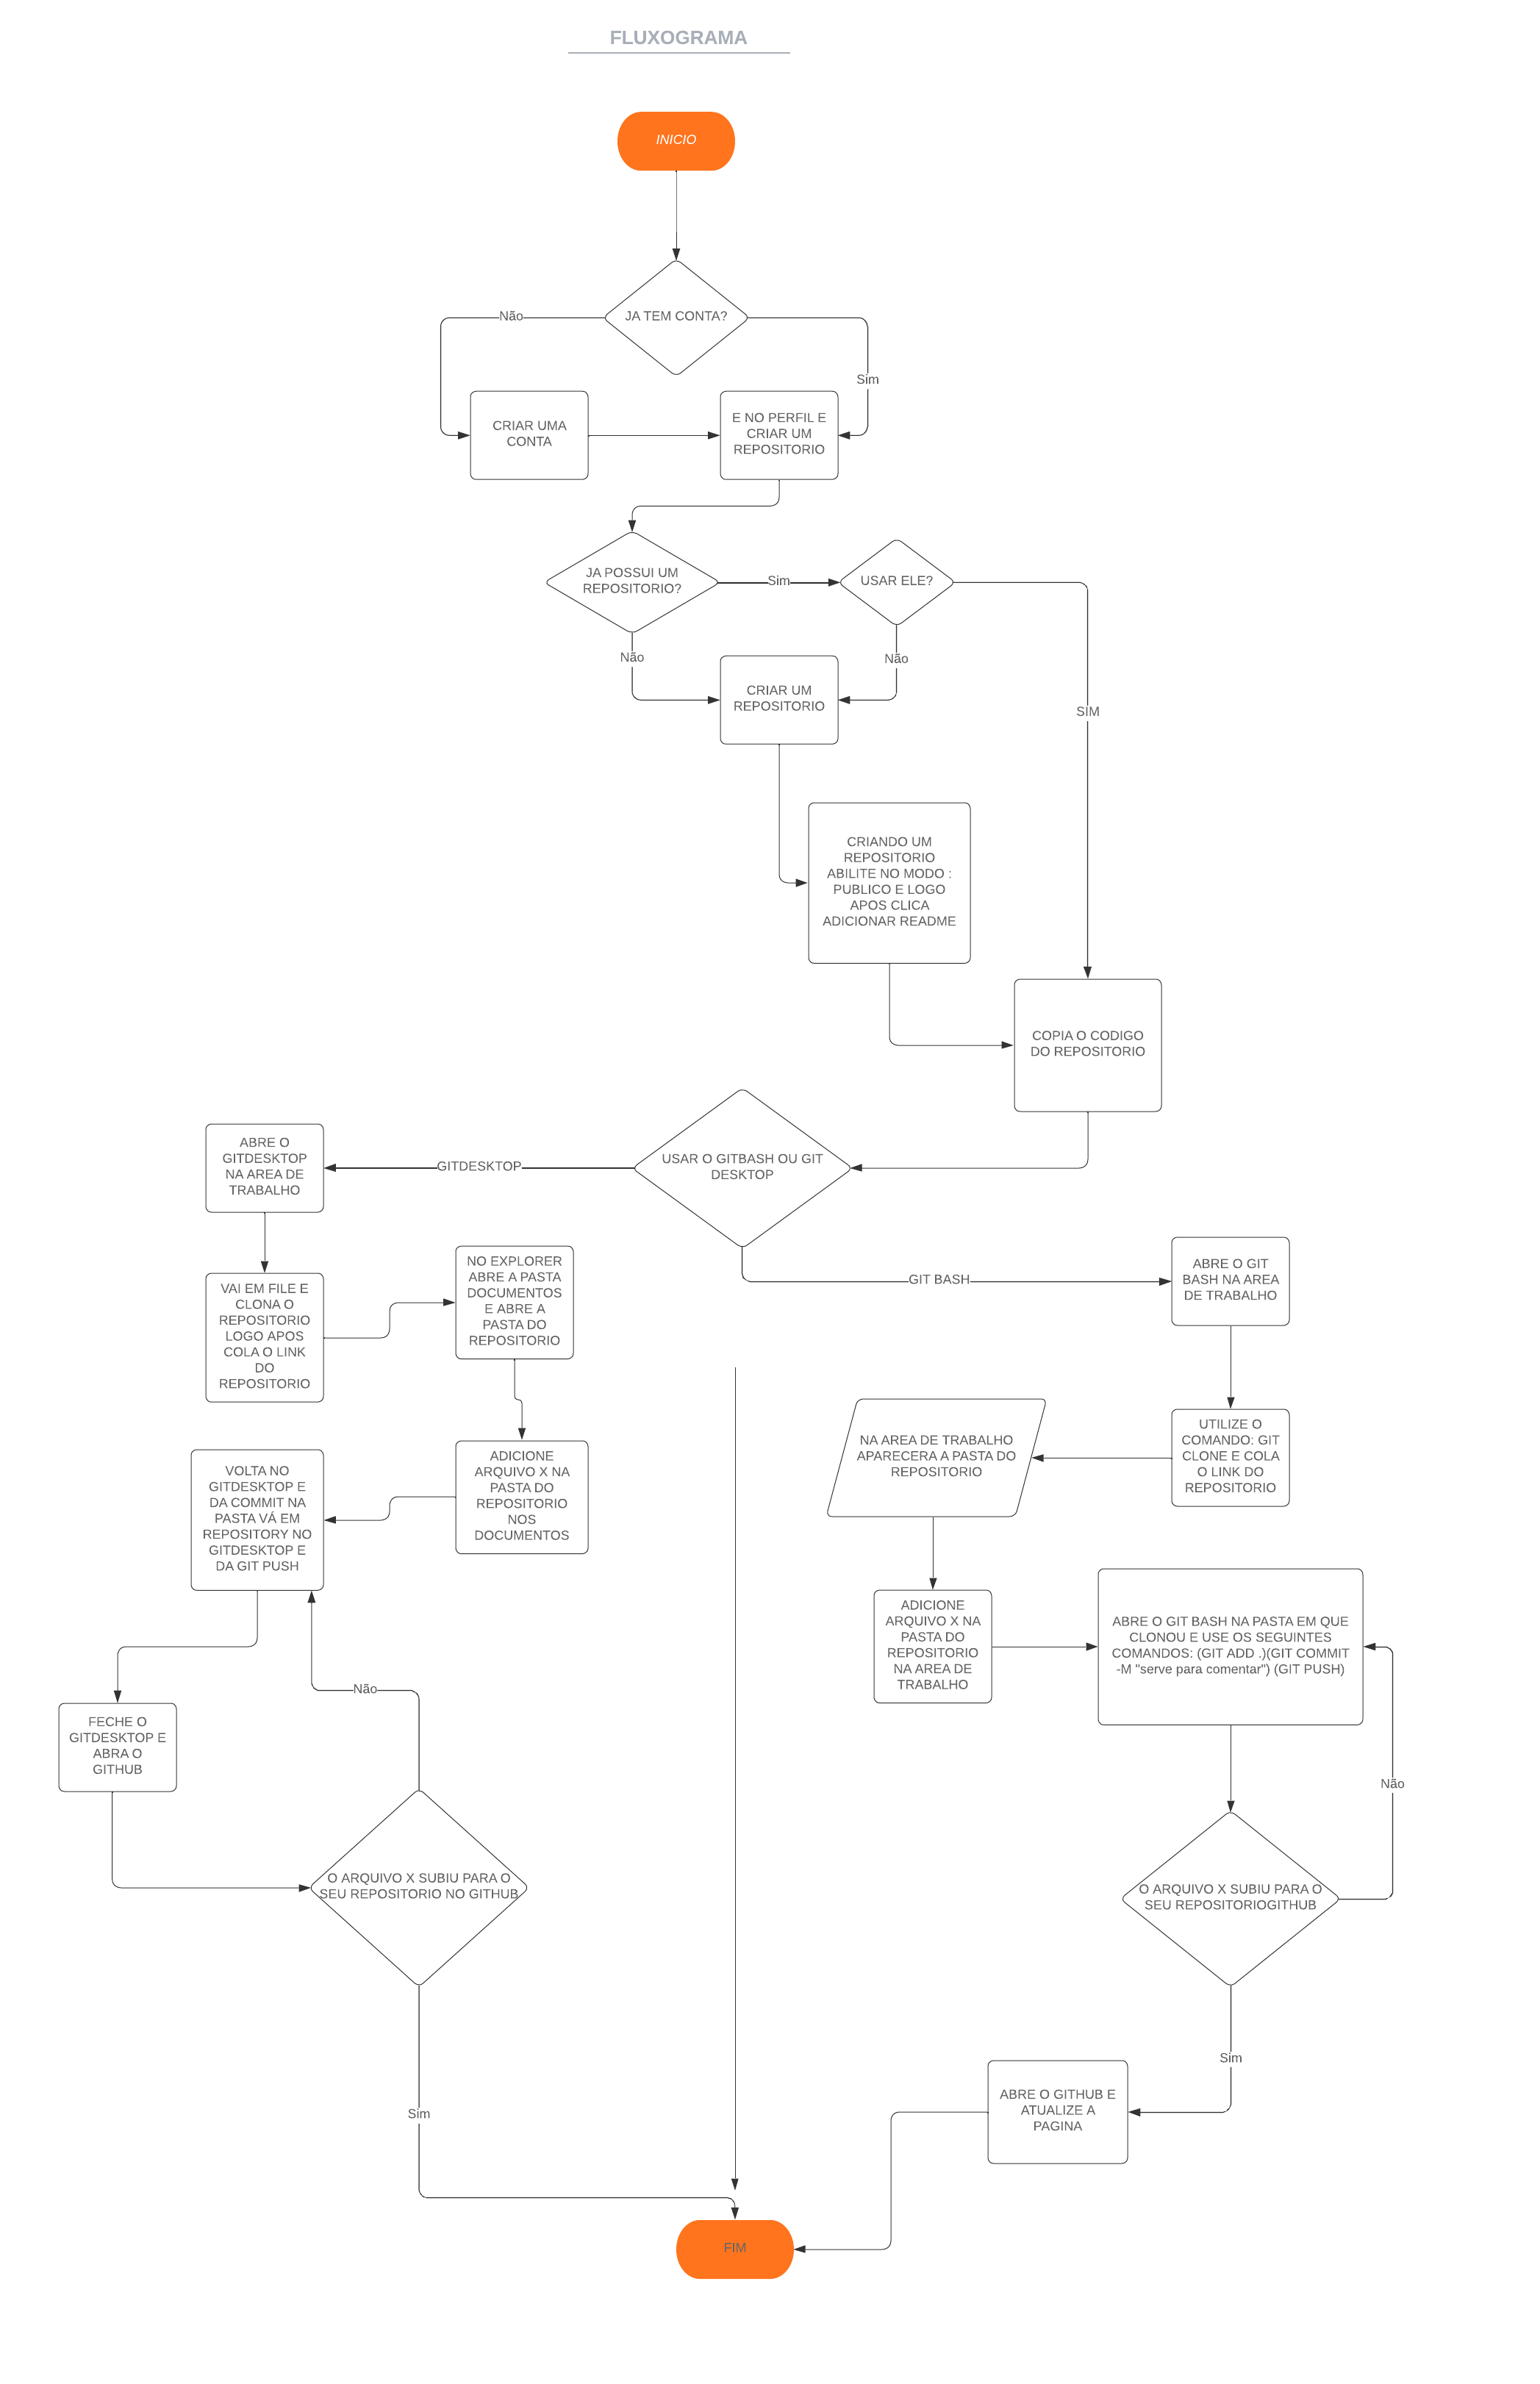 FLUXOGRAMA
INICIO
JA TEM CONTA?
Não
Sim
CRIAR UMA
CONTA
E NO PERFIL E
CRIAR UM
REPOSITORIO
JA POSSUI UM
REPOSITORIO?
Sim
USAR ELE?
Não
Não
CRIAR UM
REPOSITORIO
SIM
CRIANDO UM
REPOSITORIO
ABILITE NO MODO :
PUBLICO E LOGO
APOS CLICA
ADICIONAR README
COPIA O CODIGO
DO REPOSITORIO
USAR O GITBASH OU GIT
DESKTOP
GITDESKTOP
ABRE O
GITDESKTOP
NA AREA DE
TRABALHO
VAI EM FILE E
CLONA O
REPOSITORIO
LOGO APOS
COLA O LINK
DO
REPOSITORIO
NO EXPLORER
ABRE A PASTA
DOCUMENTOS
E ABRE A
PASTA DO
REPOSITORIO
GIT BASH
ABRE O GIT
BASH NA AREA
DE TRABALHO
UTILIZE O
COMANDO: GIT
CLONE E COLA
O LINK DO
REPOSITORIO
NA AREA DE TRABALHO
APARECERA A PASTA DO
REPOSITORIO
ADICIONE
ARQUIVO X NA
PASTA DO
REPOSITORIO
NOS
DOCUMENTOS
VOLTA NO
GITDESKTOP E
DA COMMIT NA
PASTA VÁ EM
REPOSITORY NO
GITDESKTOP E
DA GIT PUSH
ADICIONE
ARQUIVO X NA
PASTA DO
REPOSITORIO
NA AREA DE
TRABALHO
ABRE O GIT BASH NA PASTA EM QUE
CLONOU E USE OS SEGUINTES
COMANDOS: (GIT ADD .)(GIT COMMIT
-M "serve para comentar") (GIT PUSH)
Não
FECHE O
GITDESKTOP E
ABRA O
GITHUB
Não
O ARQUIVO X SUBIU PARA O
SEU REPOSITORIO NO GITHUB
O ARQUIVO X SUBIU PARA O
SEU REPOSITORIOGITHUB
Sim
ABRE O GITHUB E
ATUALIZE A
PAGINA
Sim
FIM